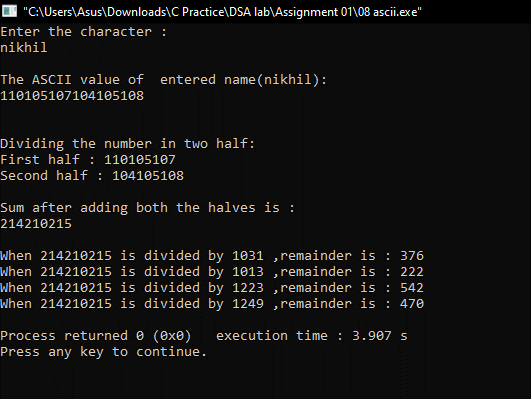 "C:\Users\Asus\Downloads\C Practice\DSA lab\Assignment 01\08 ascii.exe"
Enter the character :
nikhil
The ASCII value of  entered name(nikhil):
110105107104105108
Dividing the number in two half:
First half : 110105107
Second half : 104105108
Sum after adding both the halves is :
214210215
When 214210215 is divided by 1031 ,remainder is : 376
When 214210215 is divided by 1013 ,remainder is : 222
When 214210215 is divided by 1223 ,remainder is : 542
When 214210215 is divided by 1249 ,remainder is : 470
Process returned 0 (0x0)   execution time : 3.907 s
Press any key to continue.